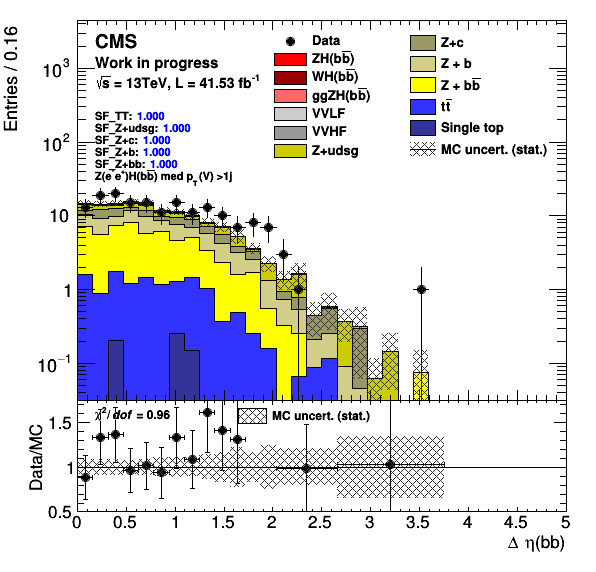 CMS
Work in progress
√s = 13TeV, L = 41.53 fb⁻¹
SF_TT: 1.000
SF_Z+udsg: 1.000
SF_Z+c: 1.000
SF_Z+b: 1.000
SF_Z+bb: 1.000
Z(e⁻e⁺)H(bb̅) med p_T(V) >1j
Data
ZH(bb̅)
WH(bb̅)
ggZH(bb̅)
VVLF
VVHF
Z+udsg
Z+c
Z + b
Z + bb̅
tt̅
Single top
MC uncert. (stat.)
Entries / 0.16
10³
10²
10
1
10⁻¹
χ²/dof = 0.96
MC uncert. (stat.)
Data/MC
1.5
1
0.5
0 0.5 1 1.5 2 2.5 3 3.5 4 4.5 5
Δ η(bb)